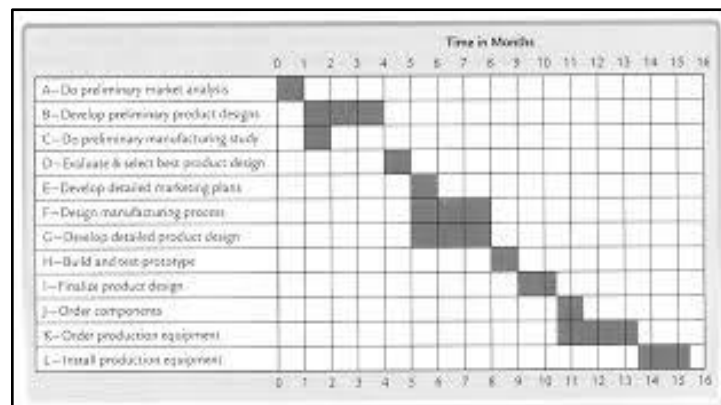 Time in Months
0 1 2 3 4 5 6 7 8 9 10 11 12 13 14 15 16
A—Do preliminary market analysis
B—Develop preliminary product designs
C—Do preliminary manufacturing study
D—Evaluate & select best product design
E—Develop detailed marketing plans
F—Design manufacturing process
G—Develop detailed product design
H—Build and test prototype
I—Finalize product design
J—Order components
K—Order production equipment
L—Install production equipment
0 1 2 3 4 5 6 7 8 9 10 11 12 13 14 15 16